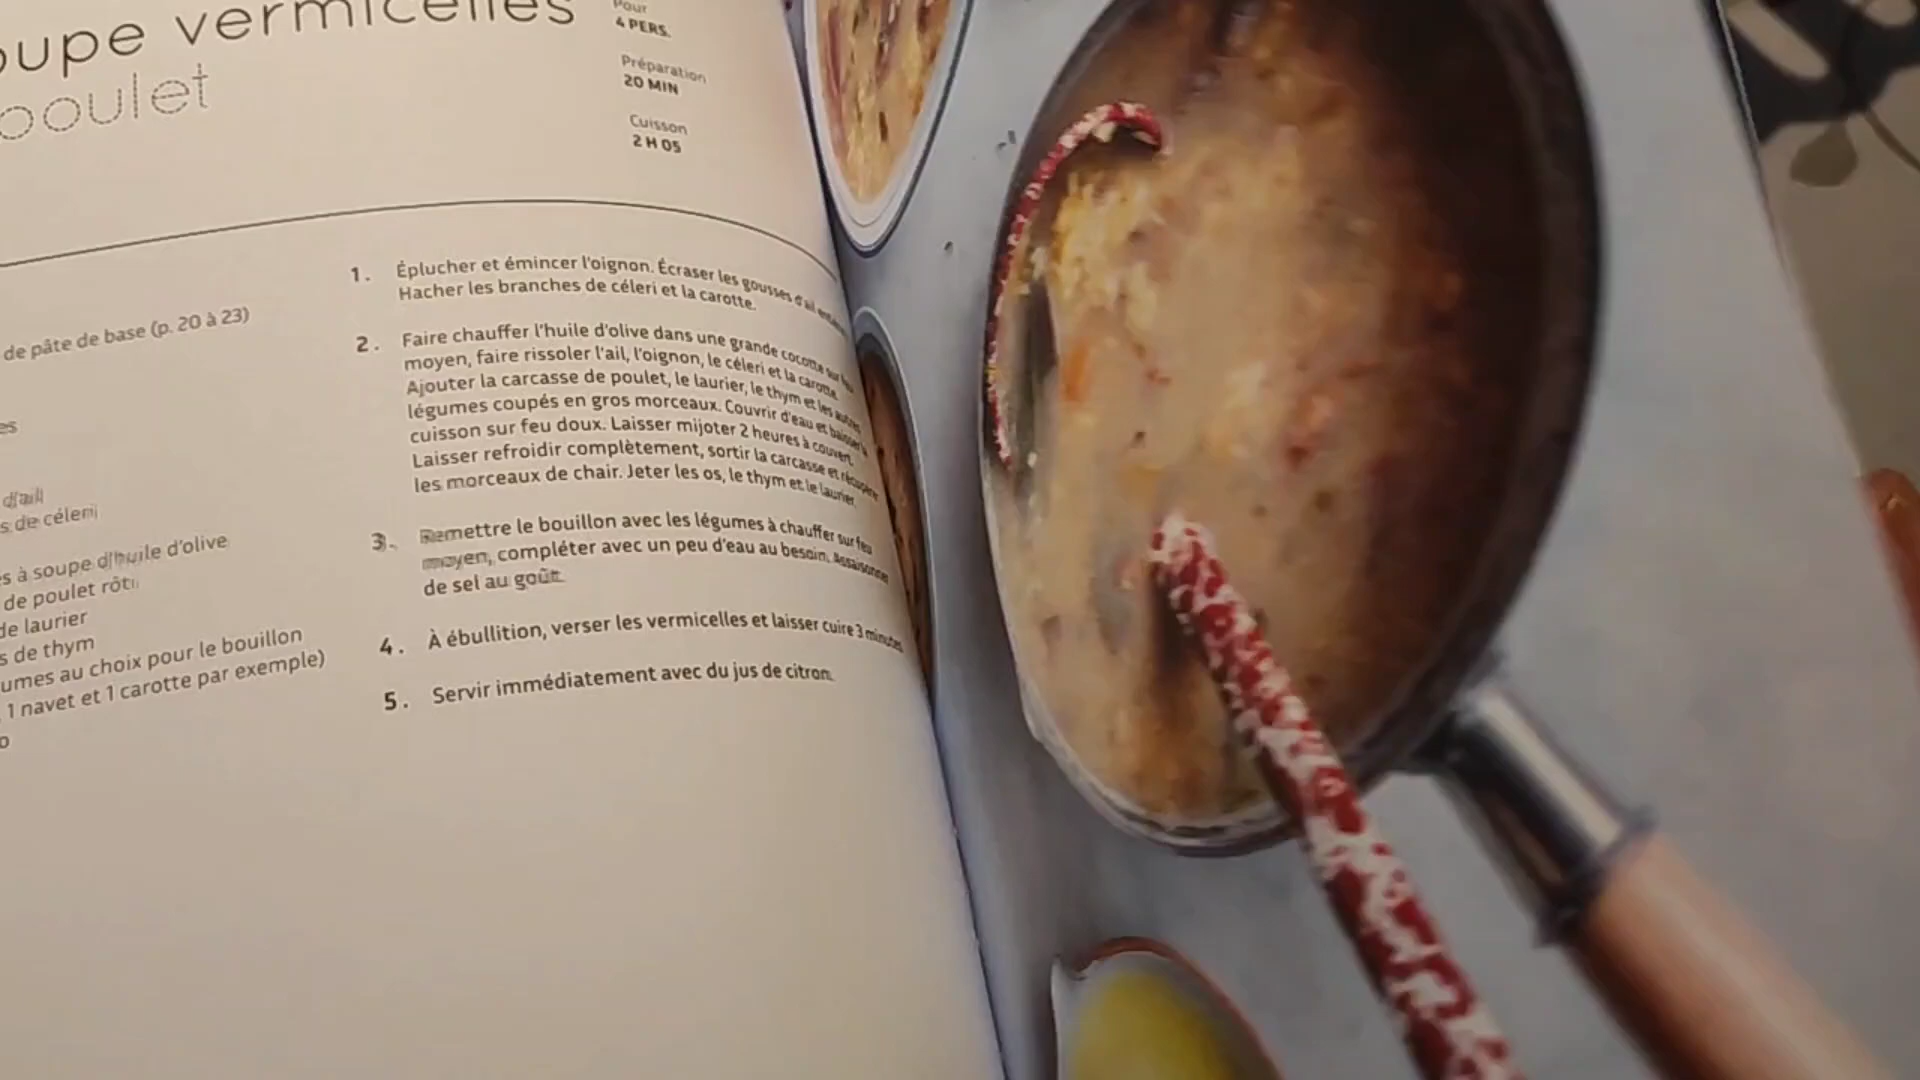 oupe vermicelles
poulet
Pour
4 PERS.
Préparation
20 MIN
Cuisson
2 H 05
de pâte de base (p. 20 à 23)
es
d'ail
s de céleri
s à soupe d'huile d'olive
de poulet rôti
de laurier
s de thym
umes au choix pour le bouillon
1 navet et 1 carotte par exemple)
1. Éplucher et émincer l'oignon. Écraser les gousses d'ail
Hacher les branches de céleri et la carotte.
2. Faire chauffer l'huile d'olive dans une grande cocotte sur feu
moyen, faire rissoler l'ail, l'oignon, le céleri et la carotte.
Ajouter la carcasse de poulet, le laurier, le thym et les autres
légumes coupés en gros morceaux. Couvrir d'eau et baisser la
cuisson sur feu doux. Laisser mijoter 2 heures à couvert.
Laisser refroidir complètement, sortir la carcasse et récupérer
les morceaux de chair. Jeter les os, le thym et le laurier.
3. Remettre le bouillon avec les légumes à chauffer sur feu
moyen, compléter avec un peu d'eau au besoin. Assaisonner
de sel au goût.
4. À ébullition, verser les vermicelles et laisser cuire 3 minutes.
5. Servir immédiatement avec du jus de citron.